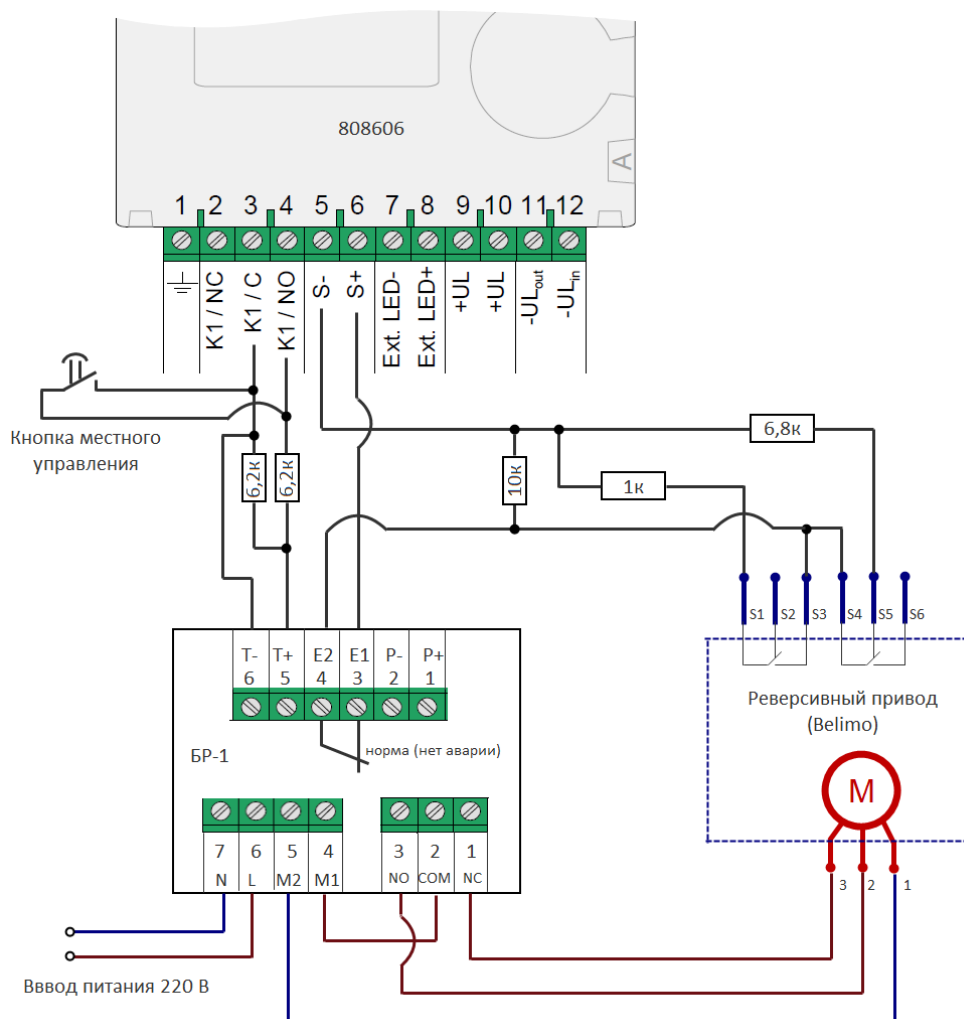 808606
A
1 2 3 4 5 6 7 8 9 10 11 12
K1 / NC
K1 / C
K1 / NO
S-
S+
Ext. LED-
Ext. LED+
+UL
+UL
-ULout
-ULin
Кнопка местного
управления
6,2к
6,2к
10к
1к
6,8к
S1 S2 S3 S4 S5 S6
T- T+ E2 E1 P- P+
6 5 4 3 2 1
норма (нет аварии)
БР-1
Реверсивный привод
(Belimo)
M
7 6 5 4 3 2 1
N L M2 M1 NO COM NC
3 2 1
Вввод питания 220 В